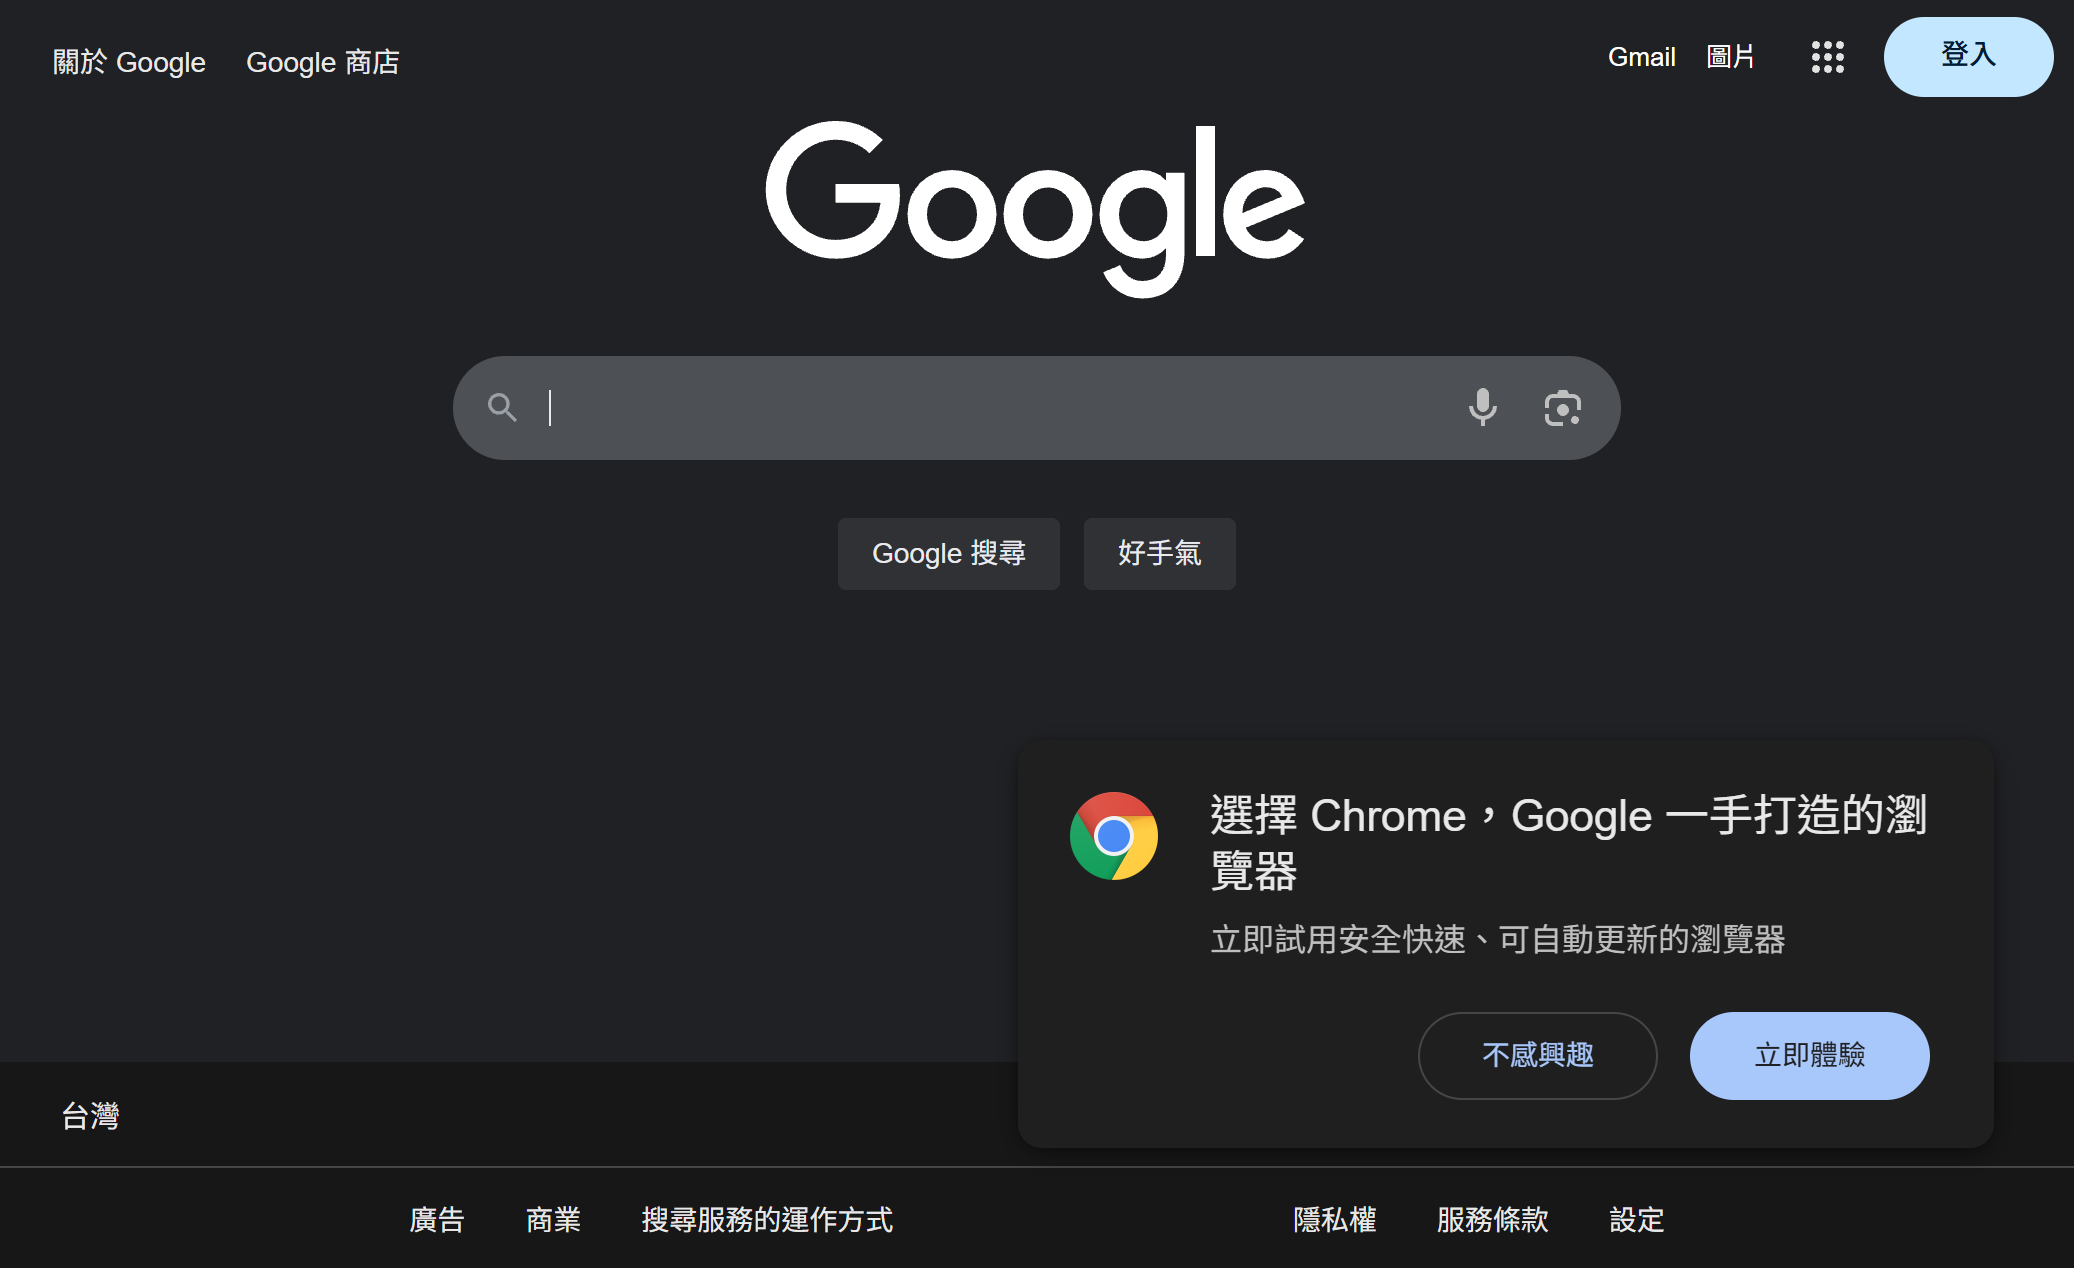 關於 Google
Google 商店
Gmail
圖片
登入
Google
Google 搜尋
好手氣
選擇 Chrome，Google 一手打造的瀏
覽器
立即試用安全快速、可自動更新的瀏覽器
不感興趣
立即體驗
台灣
廣告
商業
搜尋服務的運作方式
隱私權
服務條款
設定